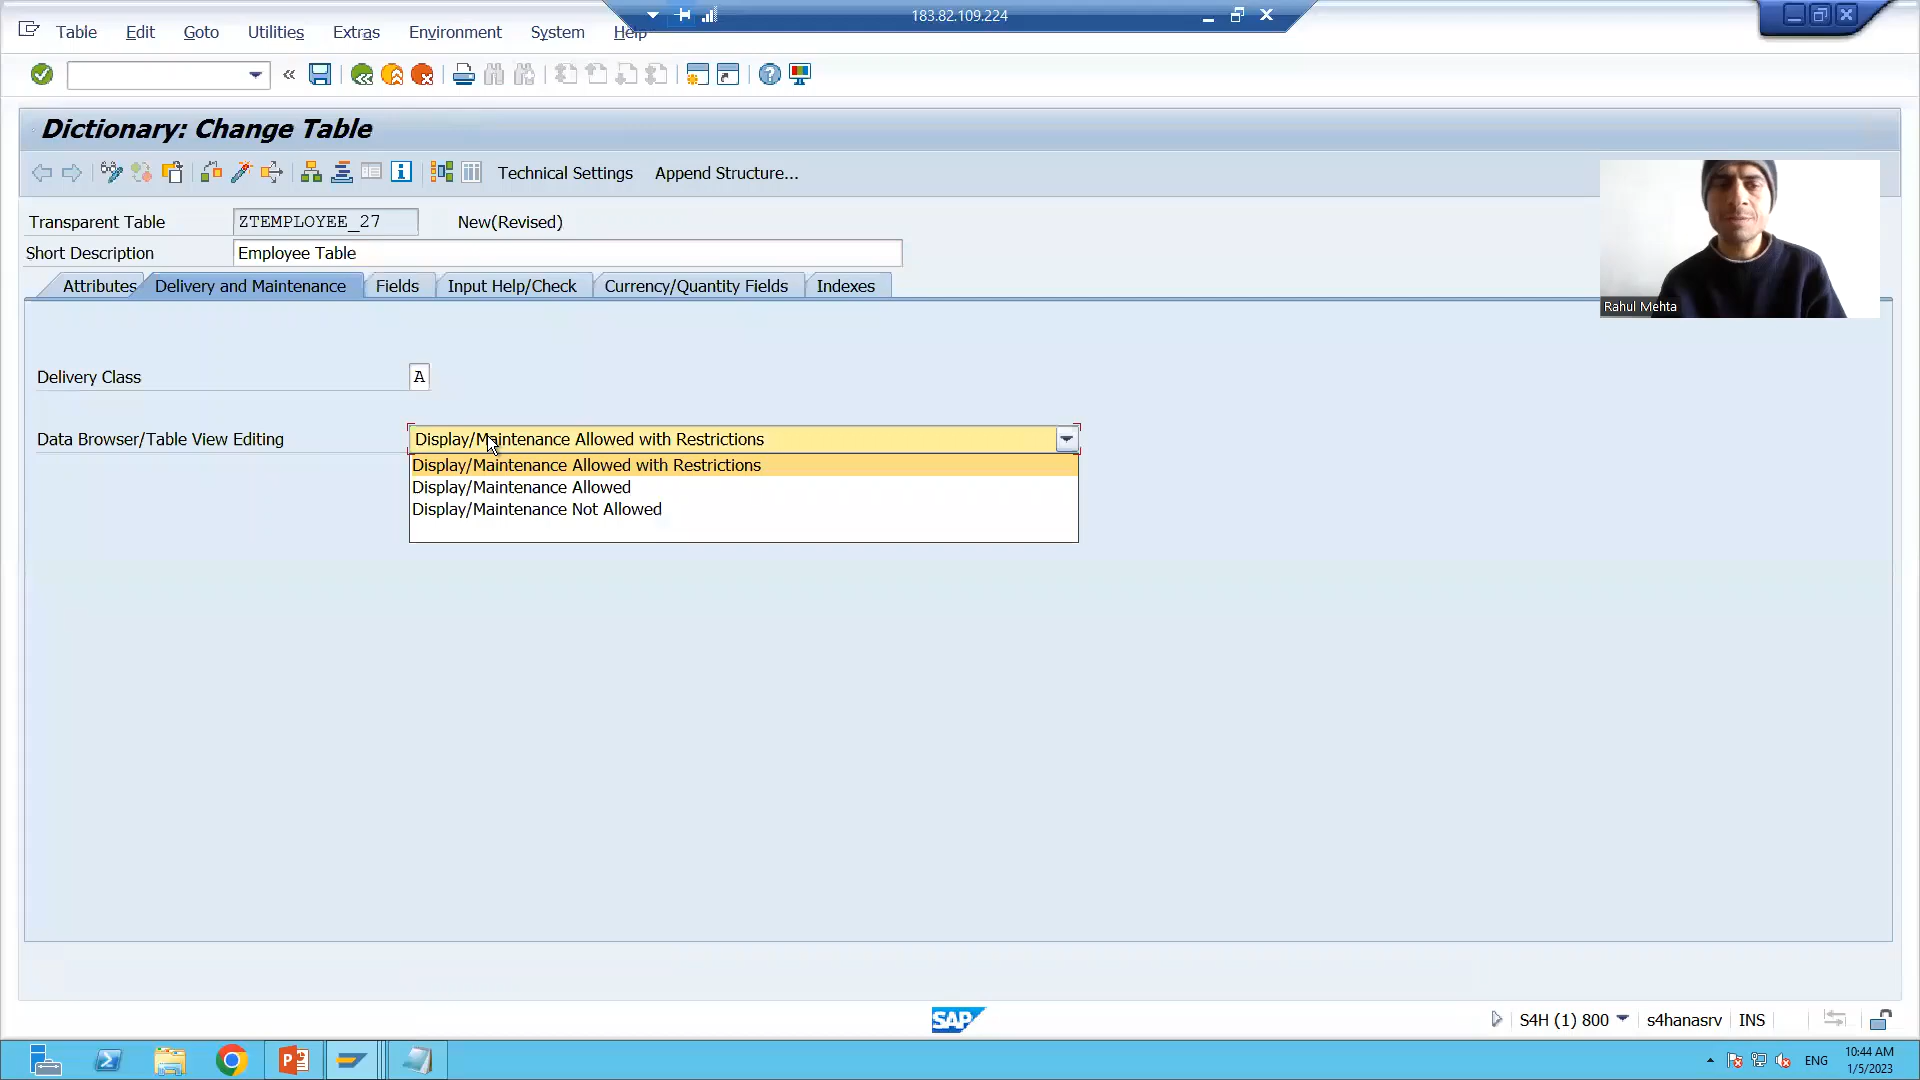 183.82.109.224
Table Edit Goto Utilities Extras Environment System Help
Dictionary: Change Table
Technical Settings Append Structure...
Transparent Table ZTEMPLOYEE_27 New(Revised)
Short Description Employee Table
Attributes Delivery and Maintenance Fields Input Help/Check Currency/Quantity Fields Indexes
Rahul Mehta
Delivery Class A
Data Browser/Table View Editing Display/Maintenance Allowed with Restrictions
Display/Maintenance Allowed with Restrictions
Display/Maintenance Allowed
Display/Maintenance Not Allowed
SAP S4H (1) 800 s4hanasrv INS
ENG 10:44 AM
1/5/2023